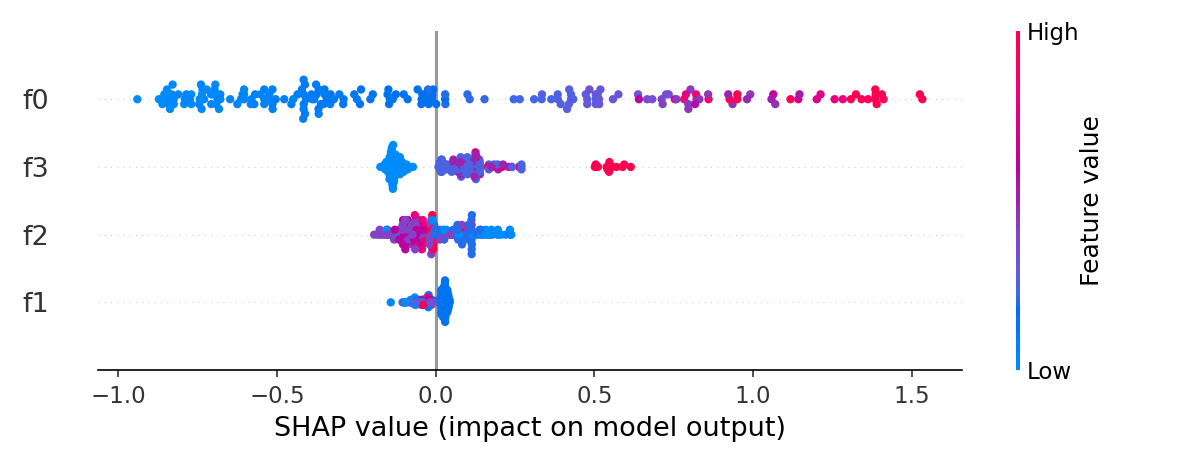 High
f0
f3
f2
f1
Feature value
Low
−1.0 −0.5 0.0 0.5 1.0 1.5
SHAP value (impact on model output)